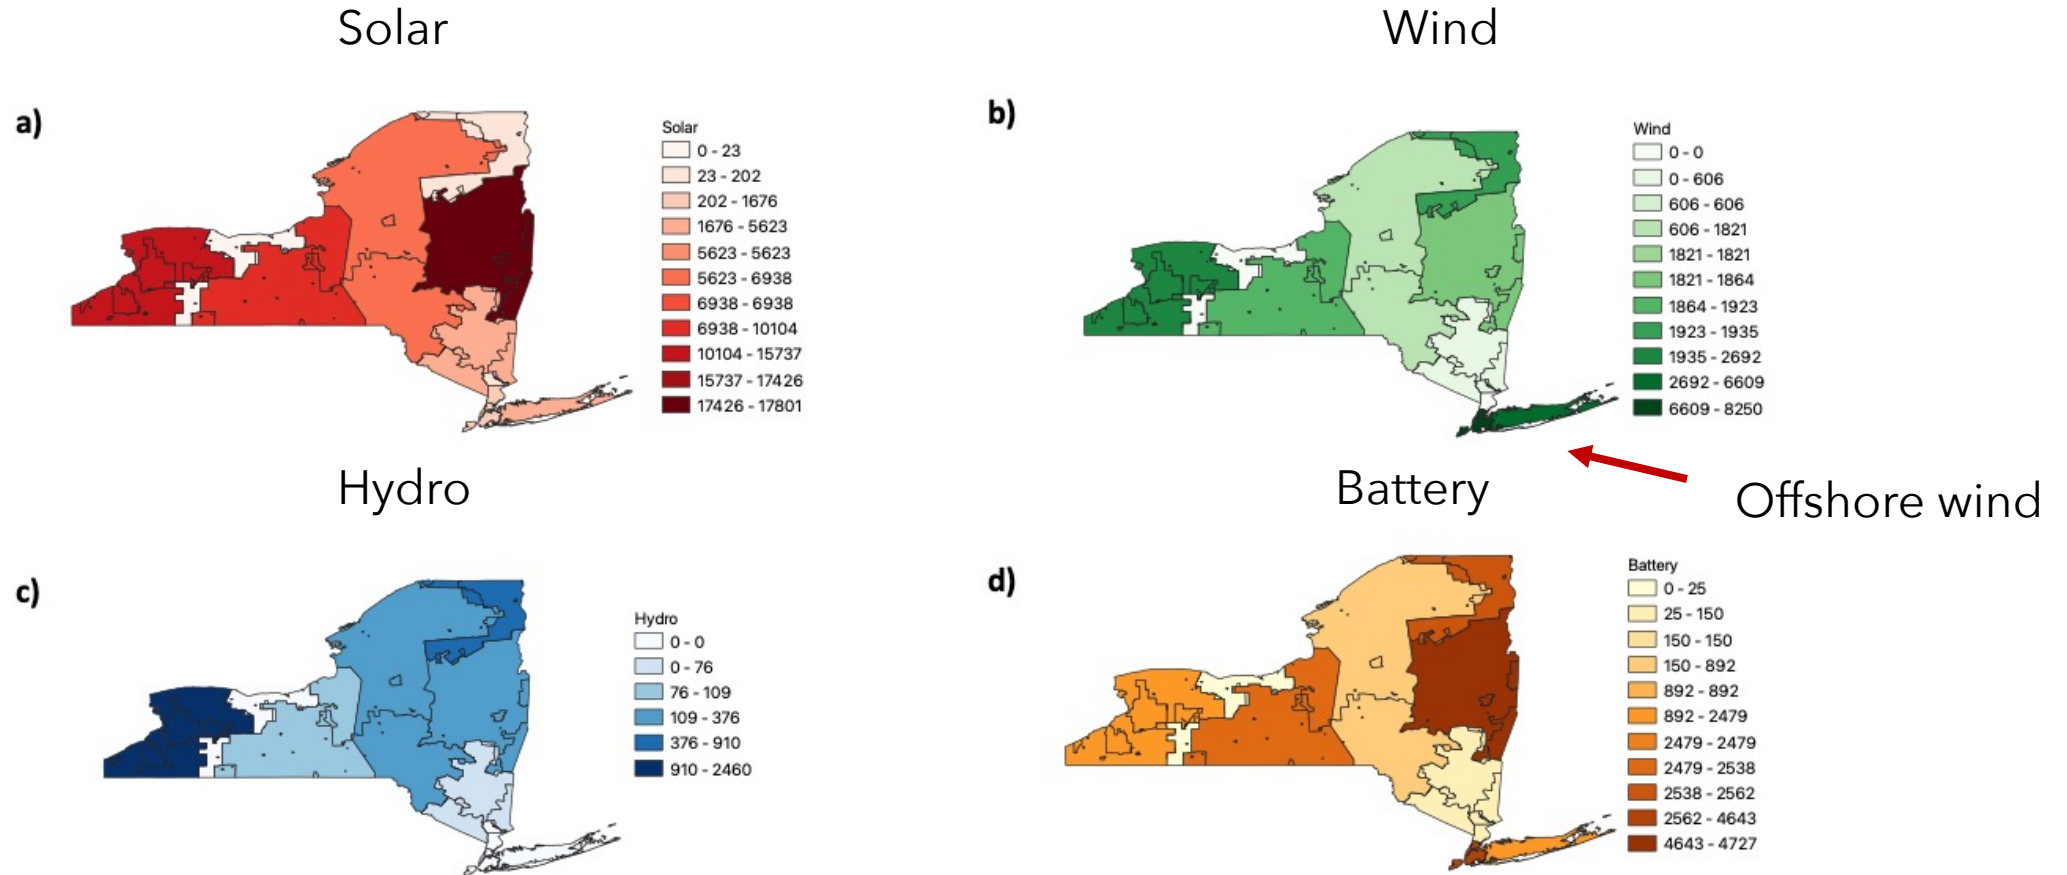 Solar
a)
Solar
0 - 23
23 - 202
202 - 1676
1676 - 5623
5623 - 5623
5623 - 6938
6938 - 6938
6938 - 10104
10104 - 15737
15737 - 17426
17426 - 17801
Wind
b)
Wind
0 - 0
0 - 606
606 - 606
606 - 1821
1821 - 1821
1821 - 1864
1864 - 1923
1923 - 1935
1935 - 2692
2692 - 6609
6609 - 8250
Offshore wind
Hydro
c)
Hydro
0 - 0
0 - 76
76 - 109
109 - 376
376 - 910
910 - 2460
Battery
d)
Battery
0 - 25
25 - 150
150 - 150
150 - 892
892 - 892
892 - 2479
2479 - 2479
2479 - 2538
2538 - 2562
2562 - 4643
4643 - 4727